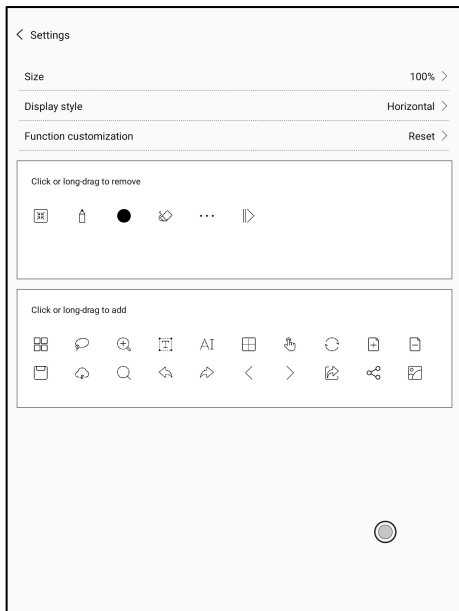 Settings
Size 100%
Display style Horizontal
Function customization Reset
Click or long-drag to remove
Click or long-drag to add
T AI